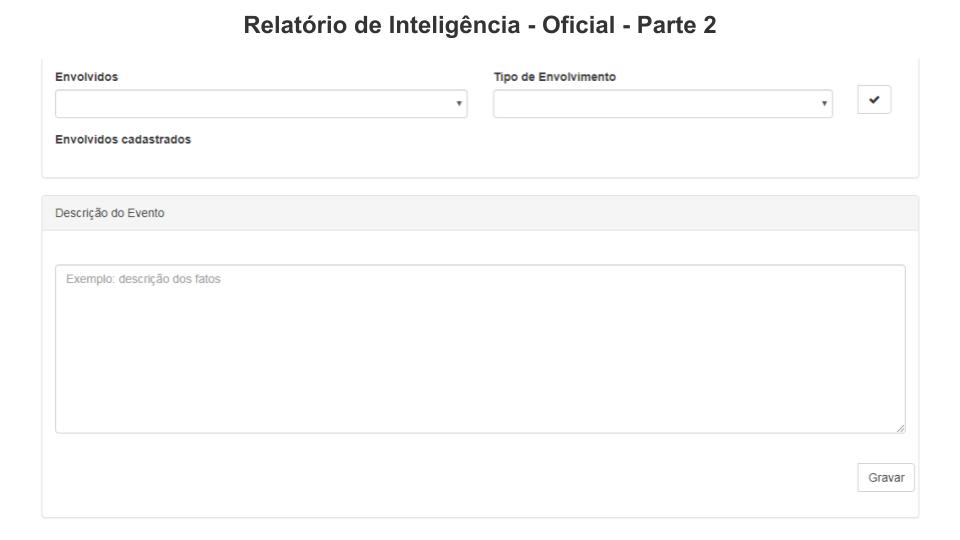 Relatório de Inteligência - Oficial - Parte 2
Envolvidos
Tipo de Envolvimento
Envolvidos cadastrados
Descrição do Evento
Exemplo: descrição dos fatos
Gravar